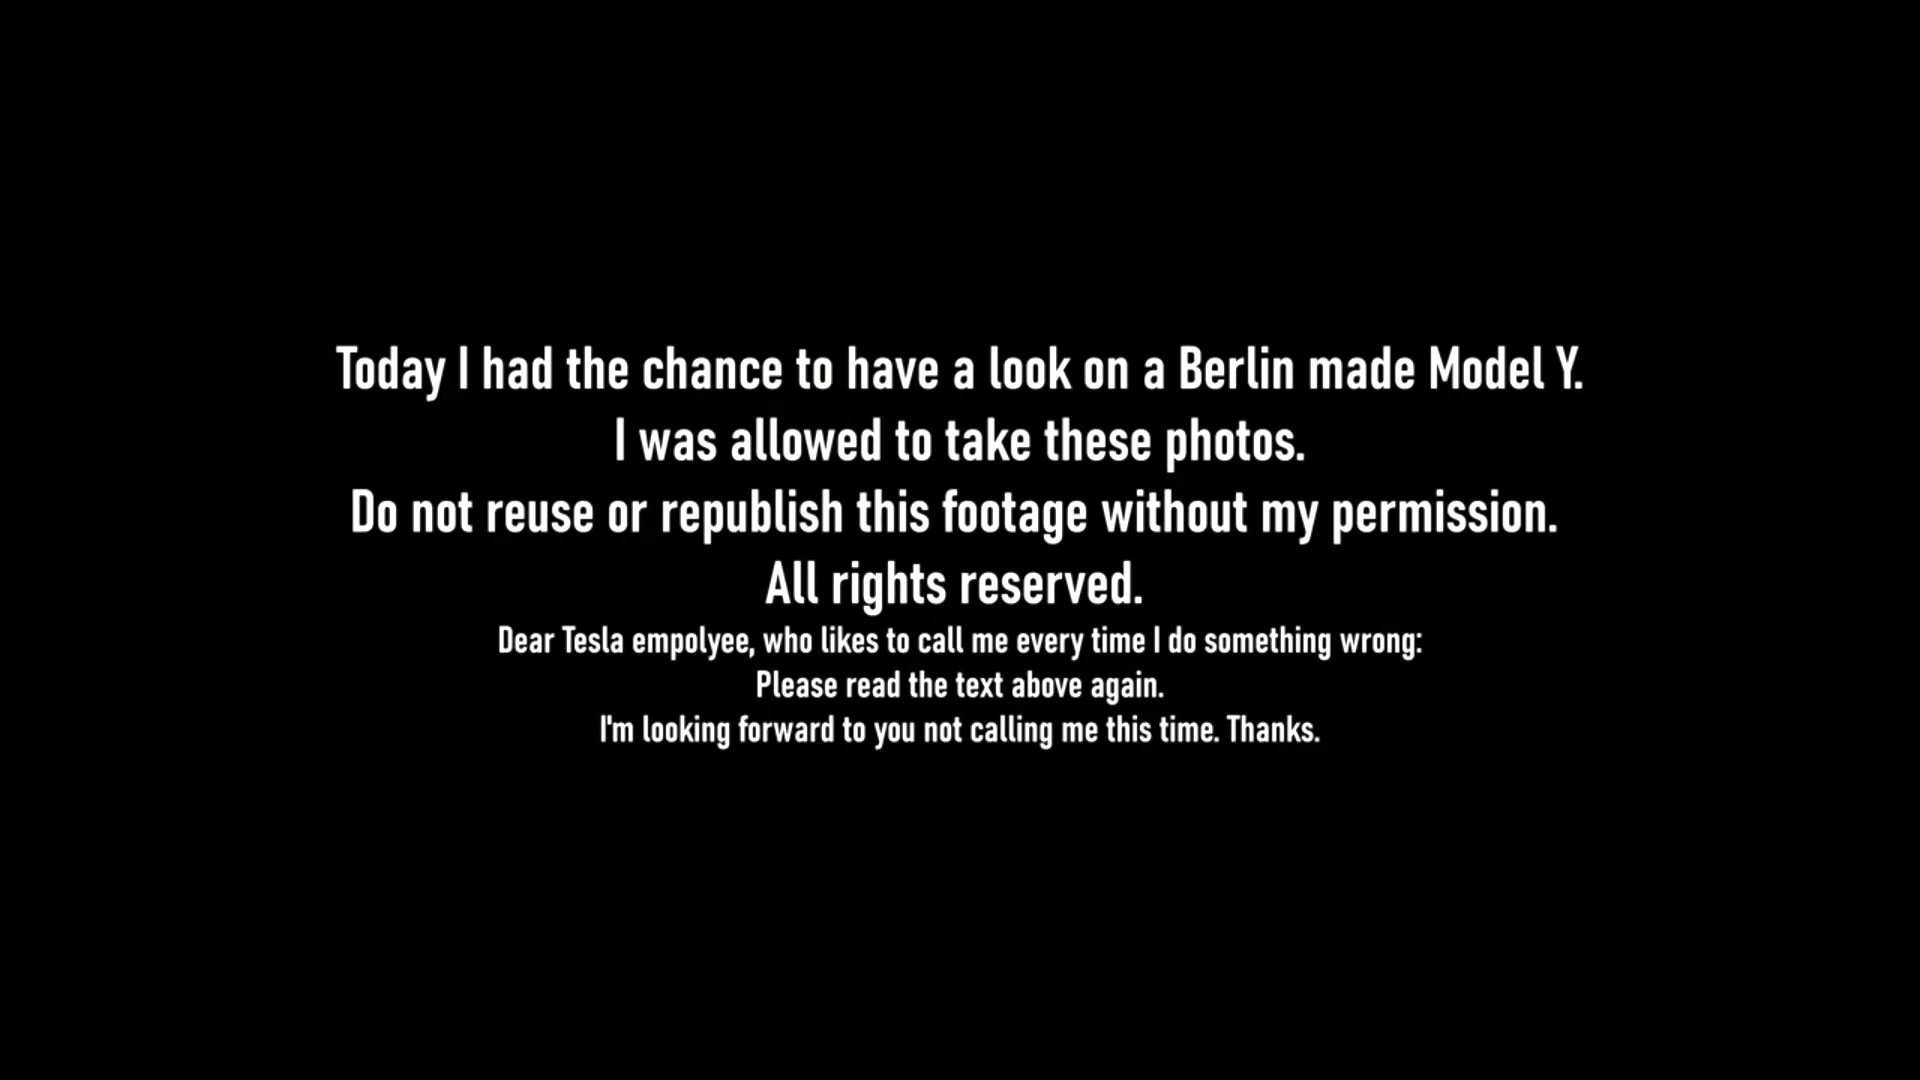 Today I had the chance to have a look on a Berlin made Model Y.
I was allowed to take these photos.
Do not reuse or republish this footage without my permission.
All rights reserved.
Dear Tesla empolyee, who likes to call me every time I do something wrong:
Please read the text above again.
I'm looking forward to you not calling me this time. Thanks.